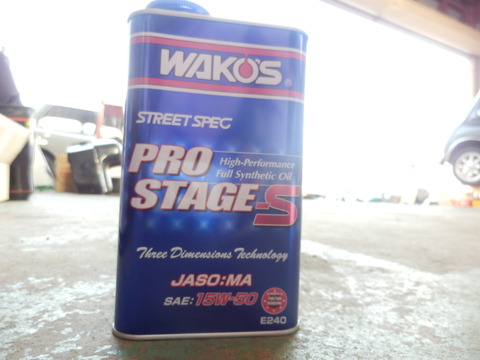 WAKO'S®
STREET SPEC
PRO
STAGE-S
High-Performance
Full Synthetic Oil
Three Dimensions Technology
JASO:MA
SAE:15W-50
E240